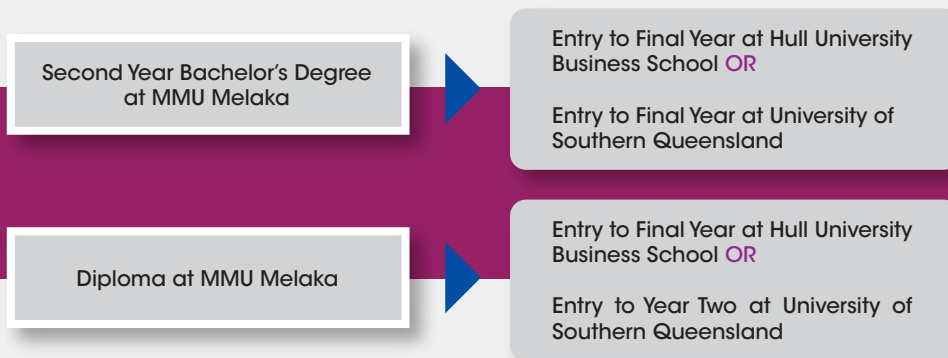 Second Year Bachelor's Degree
at MMU Melaka
Entry to Final Year at Hull University
Business School OR
Entry to Final Year at University of
Southern Queensland
Diploma at MMU Melaka
Entry to Final Year at Hull University
Business School OR
Entry to Year Two at University of
Southern Queensland